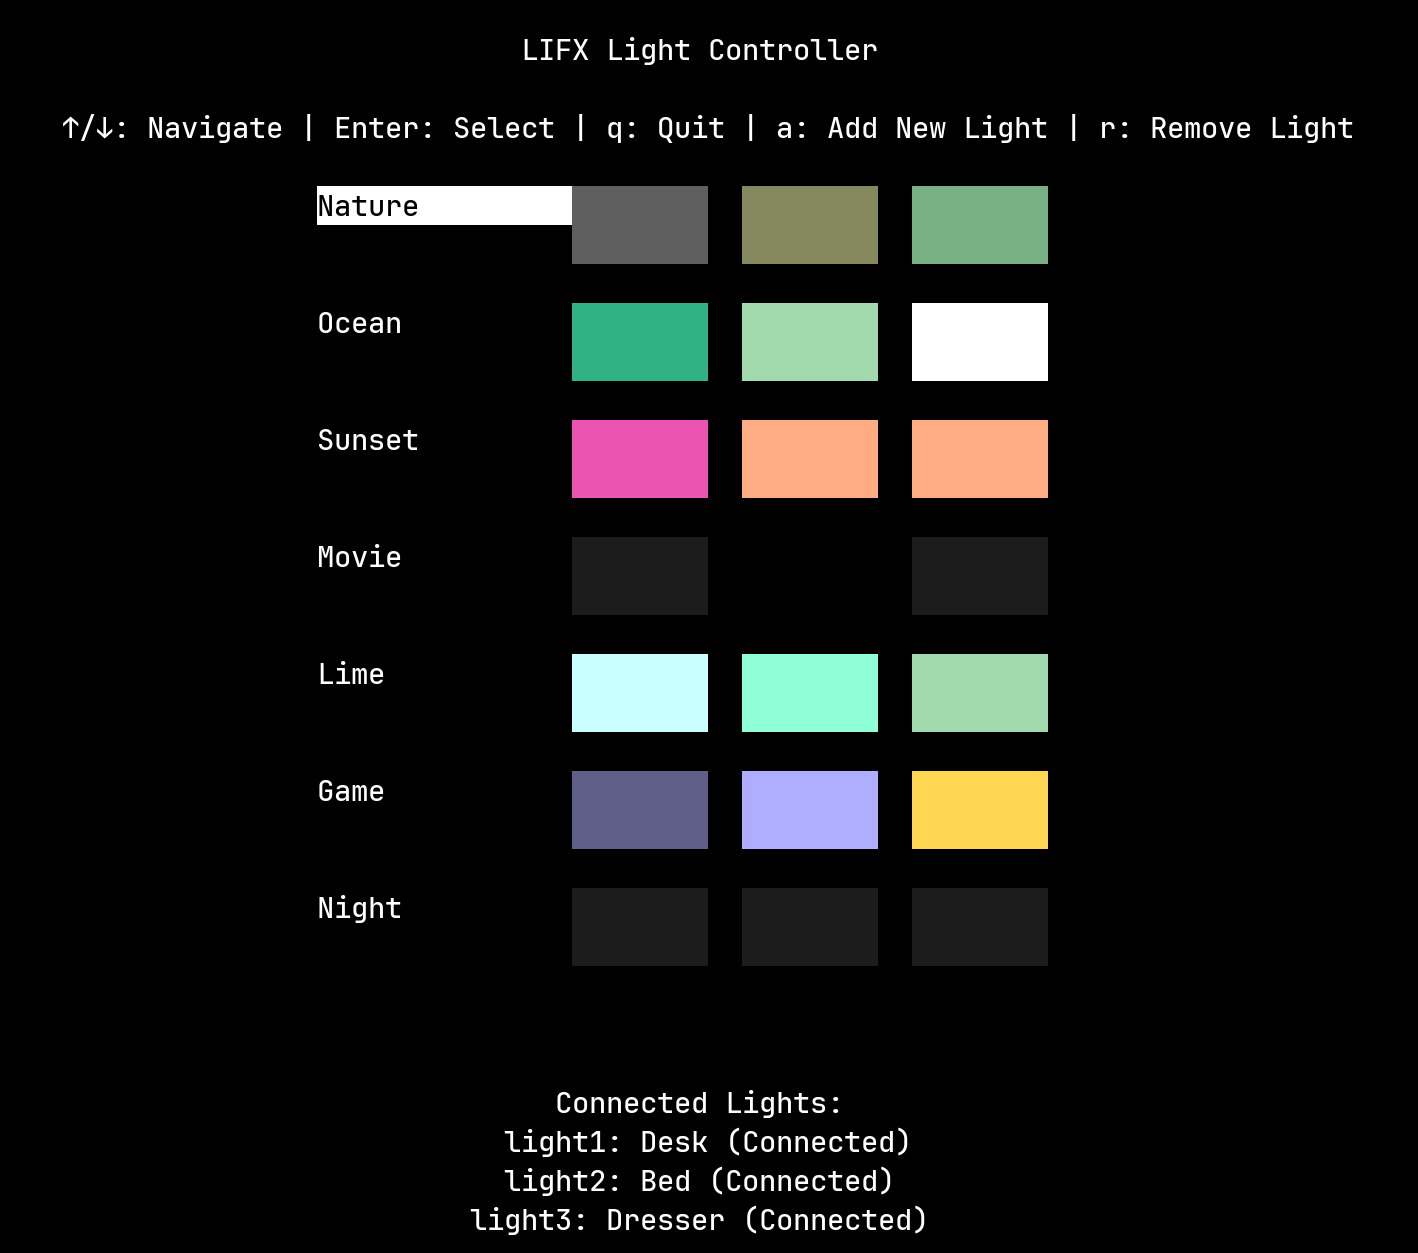 LIFX Light Controller
↑/↓: Navigate | Enter: Select | q: Quit | a: Add New Light | r: Remove Light
Nature
Ocean
Sunset
Movie
Lime
Game
Night
Connected Lights:
light1: Desk (Connected)
light2: Bed (Connected)
light3: Dresser (Connected)